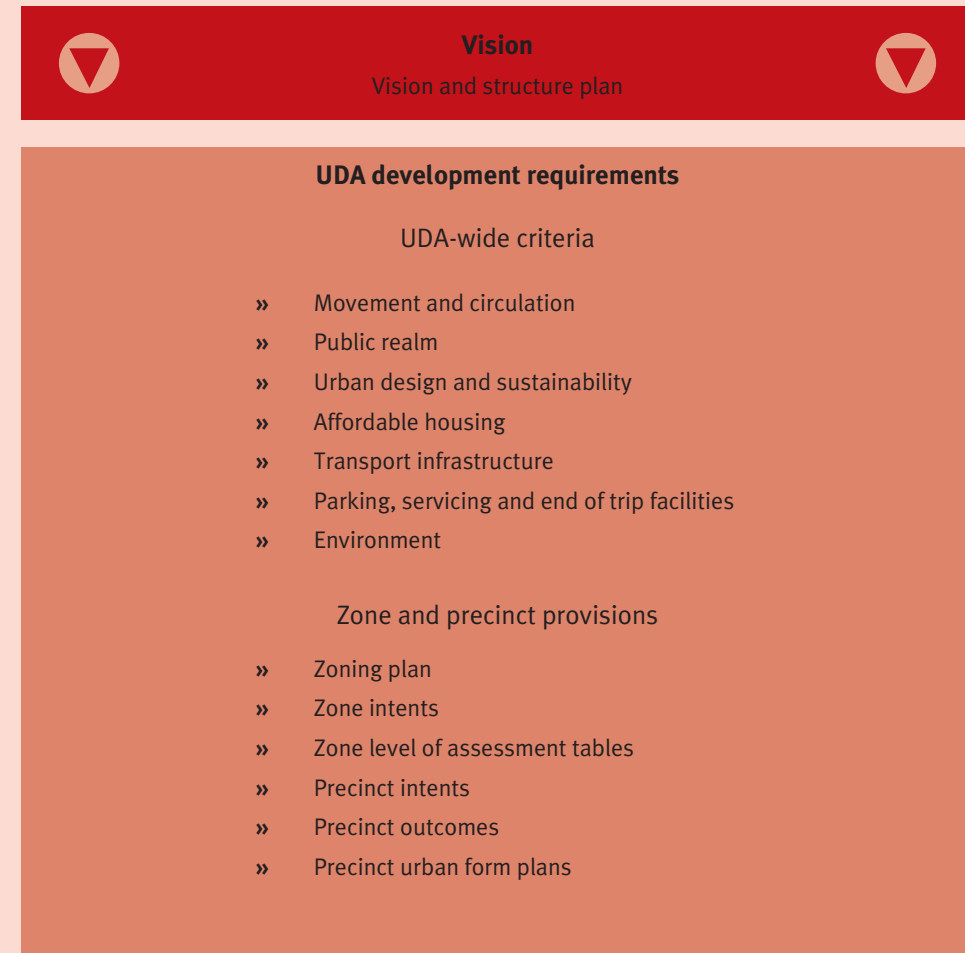 Vision
Vision and structure plan
UDA development requirements
UDA-wide criteria
» Movement and circulation
» Public realm
» Urban design and sustainability
» Affordable housing
» Transport infrastructure
» Parking, servicing and end of trip facilities
» Environment
Zone and precinct provisions
» Zoning plan
» Zone intents
» Zone level of assessment tables
» Precinct intents
» Precinct outcomes
» Precinct urban form plans